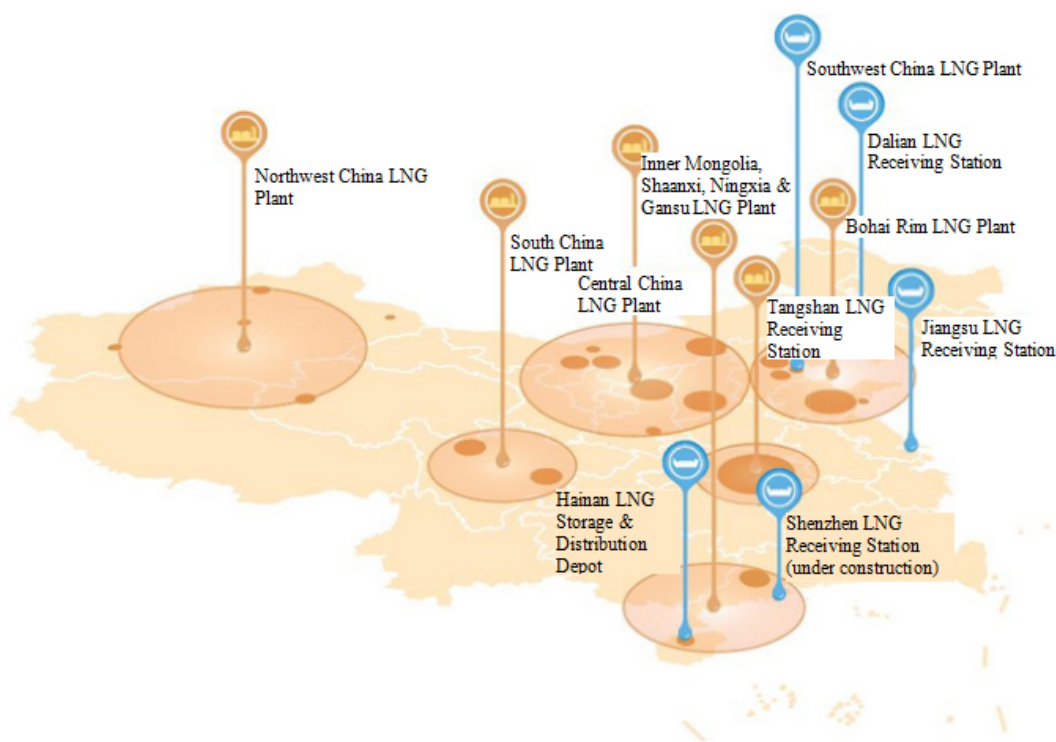 Southwest China LNG Plant
Dalian LNG
Receiving Station
Northwest China LNG
Plant
Inner Mongolia,
Shaanxi, Ningxia &
Gansu LNG Plant
South China
LNG Plant
Bohai Rim LNG Plant
Central China
LNG Plant
Tangshan LNG
Receiving
Station
Jiangsu LNG
Receiving Station
Hainan LNG
Storage &
Distribution
Depot
Shenzhen LNG
Receiving Station
(under construction)